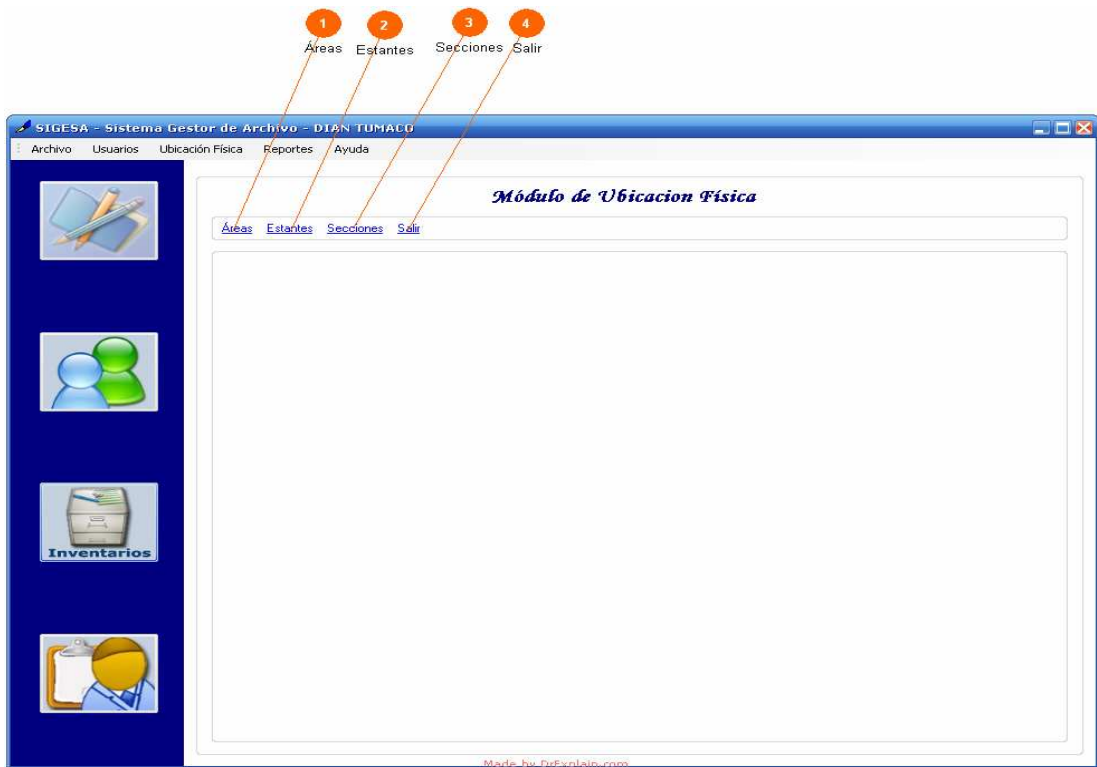 1 2 3 4
Áreas Estantes Secciones Salir
SIGESA - Sistema Gestor de Archivo - DIAN TUMACO
Archivo Usuarios Ubicación Física Reportes Ayuda
Módulo de Ubicacion Física
Áreas Estantes Secciones Salir
Inventarios
Made by DrExplain.com